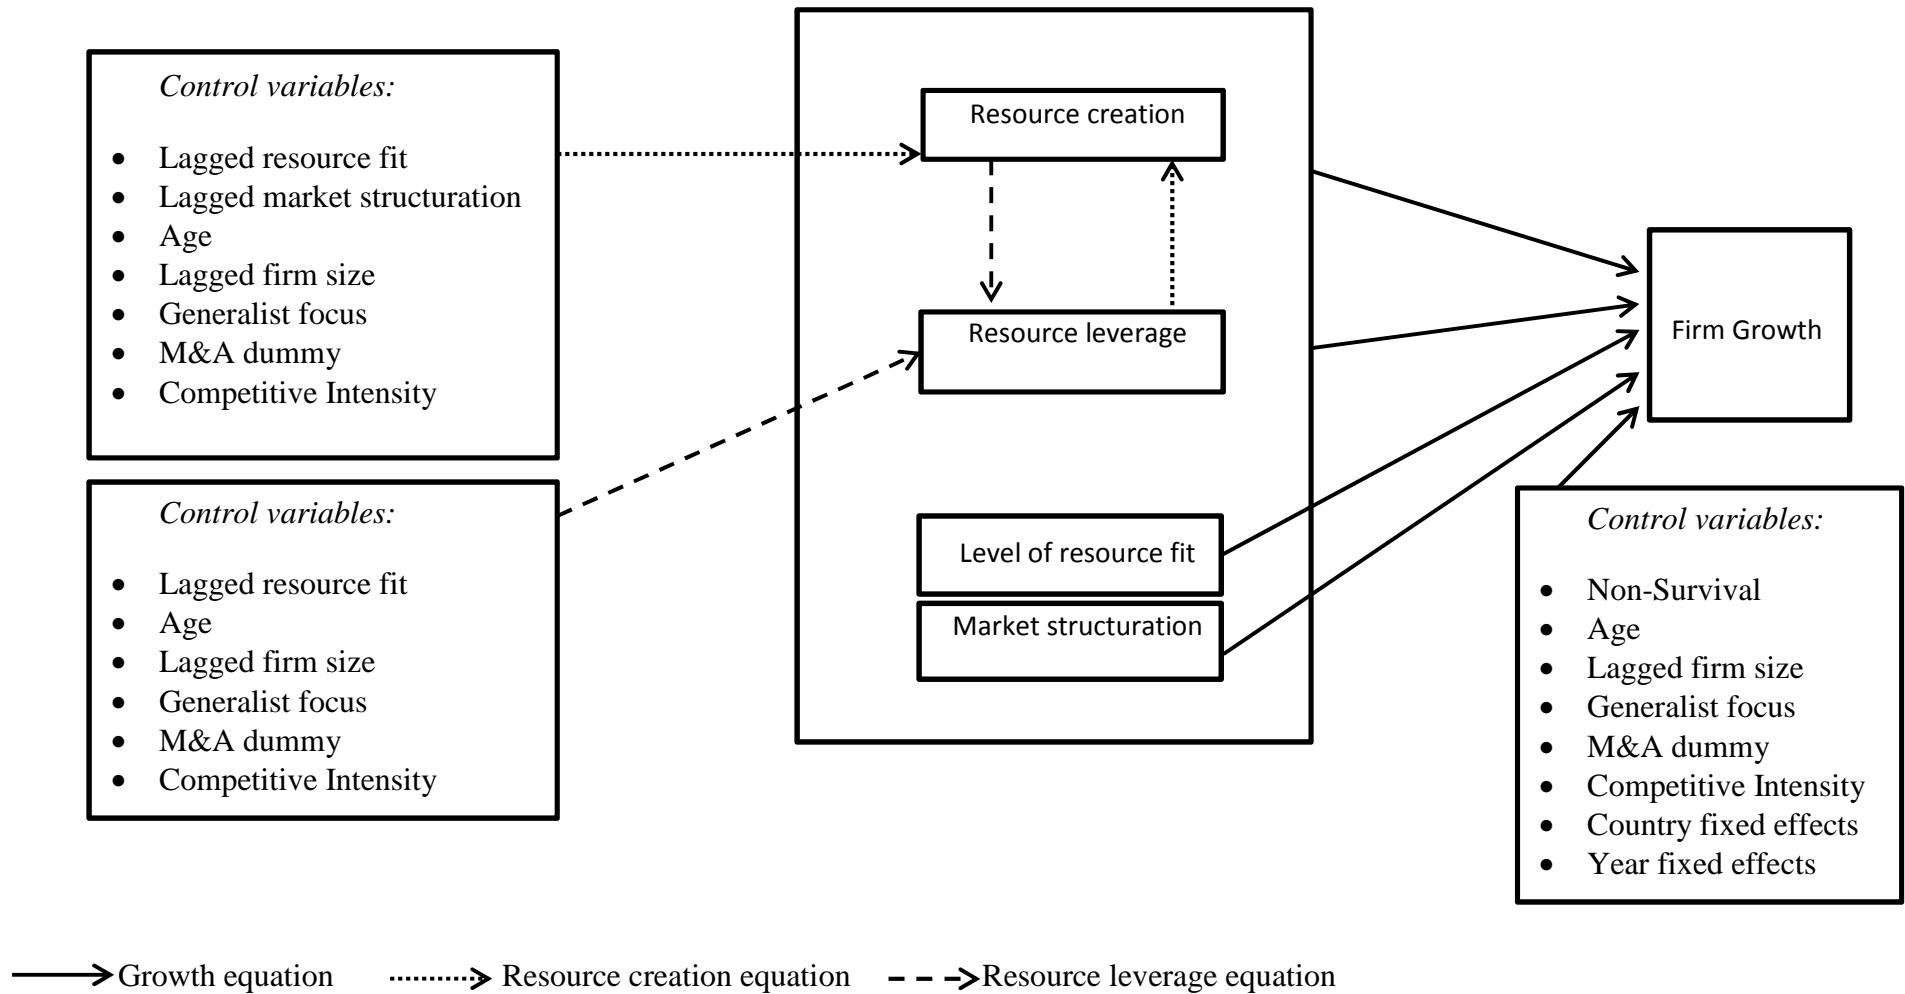 Control variables:
• Lagged resource fit
• Lagged market structuration
• Age
• Lagged firm size
• Generalist focus
• M&A dummy
• Competitive Intensity
Control variables:
• Lagged resource fit
• Age
• Lagged firm size
• Generalist focus
• M&A dummy
• Competitive Intensity
Resource creation
Resource leverage
Level of resource fit
Market structuration
Firm Growth
Control variables:
• Non-Survival
• Age
• Lagged firm size
• Generalist focus
• M&A dummy
• Competitive Intensity
• Country fixed effects
• Year fixed effects
Growth equation
Resource creation equation
Resource leverage equation